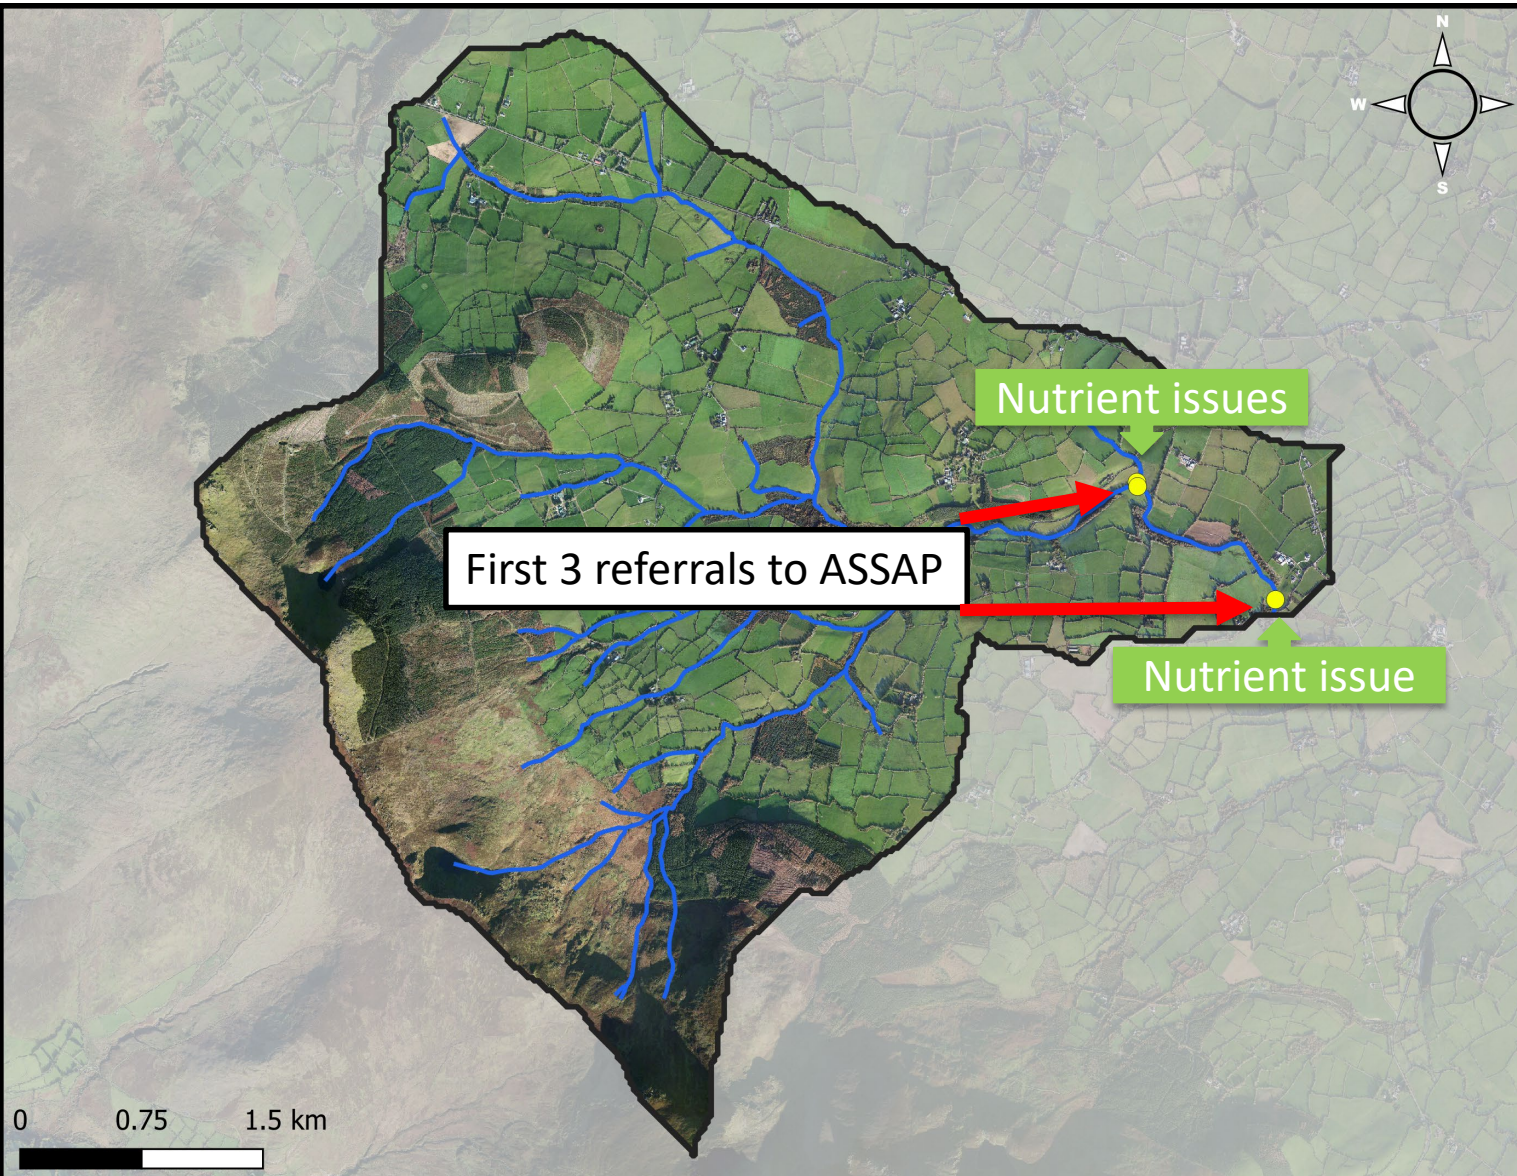 N
W
S
Nutrient issues
First 3 referrals to ASSAP
Nutrient issue
0 0.75 1.5 km